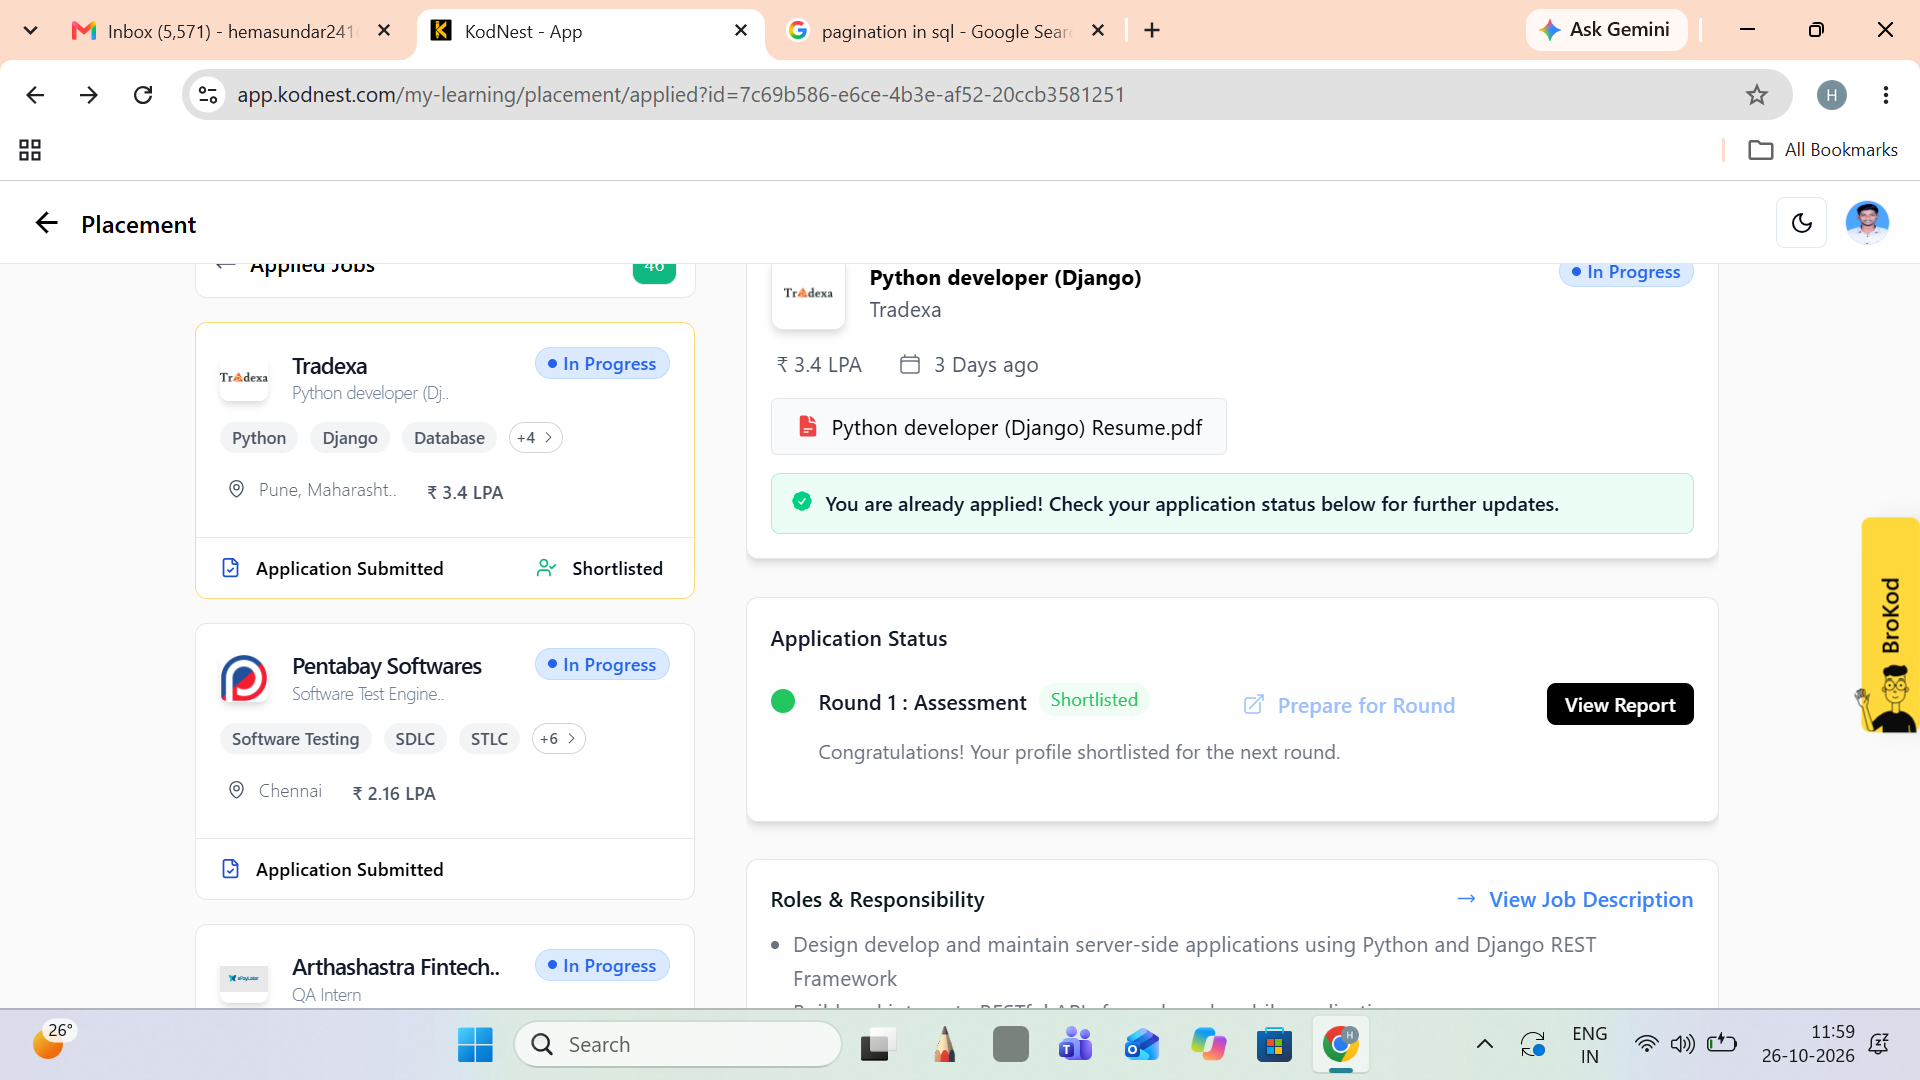 Inbox (5,571) - hemasundar241
KodNest - App
pagination in sql - Google Sear
Ask Gemini
app.kodnest.com/my-learning/placement/applied?id=7c69b586-e6ce-4b3e-af52-20ccb3581251
H
All Bookmarks
Placement
Applied Jobs
46
Tradexa
Tradexa
In Progress
Python developer (Dj..
Python
Django
Database
+4
Pune, Maharasht..
₹ 3.4 LPA
Application Submitted
Shortlisted
Pentabay Softwares
In Progress
Software Test Engine..
Software Testing
SDLC
STLC
+6
Chennai
₹ 2.16 LPA
Application Submitted
Arthashastra Fintech..
In Progress
QA Intern
Tradexa
Python developer (Django)
In Progress
Tradexa
₹ 3.4 LPA
3 Days ago
Python developer (Django) Resume.pdf
You are already applied! Check your application status below for further updates.
Application Status
Round 1 : Assessment
Shortlisted
Prepare for Round
View Report
Congratulations! Your profile shortlisted for the next round.
Roles & Responsibility
View Job Description
Design develop and maintain server-side applications using Python and Django REST
Framework
BroKod
26°
Search
ENG
IN
11:59
26-10-2026